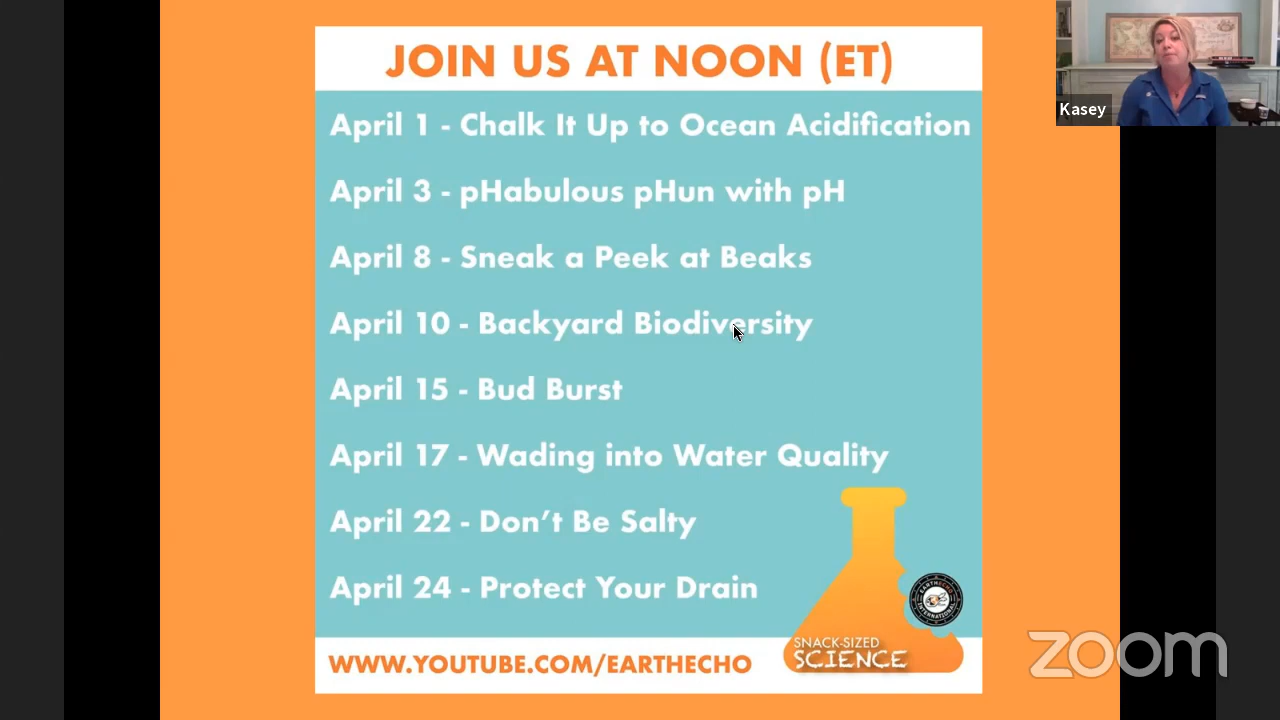 JOIN US AT NOON (ET)
Kasey
April 1 - Chalk It Up to Ocean Acidification
April 3 - pHabulous pHun with pH
April 8 - Sneak a Peek at Beaks
April 10 - Backyard Biodiversity
April 15 - Bud Burst
April 17 - Wading into Water Quality
April 22 - Don’t Be Salty
April 24 - Protect Your Drain
EARTHECHO
INTERNATIONAL
SNACK-SIZED
SCIENCE
WWW.YOUTUBE.COM/EARTHECHO
zoom